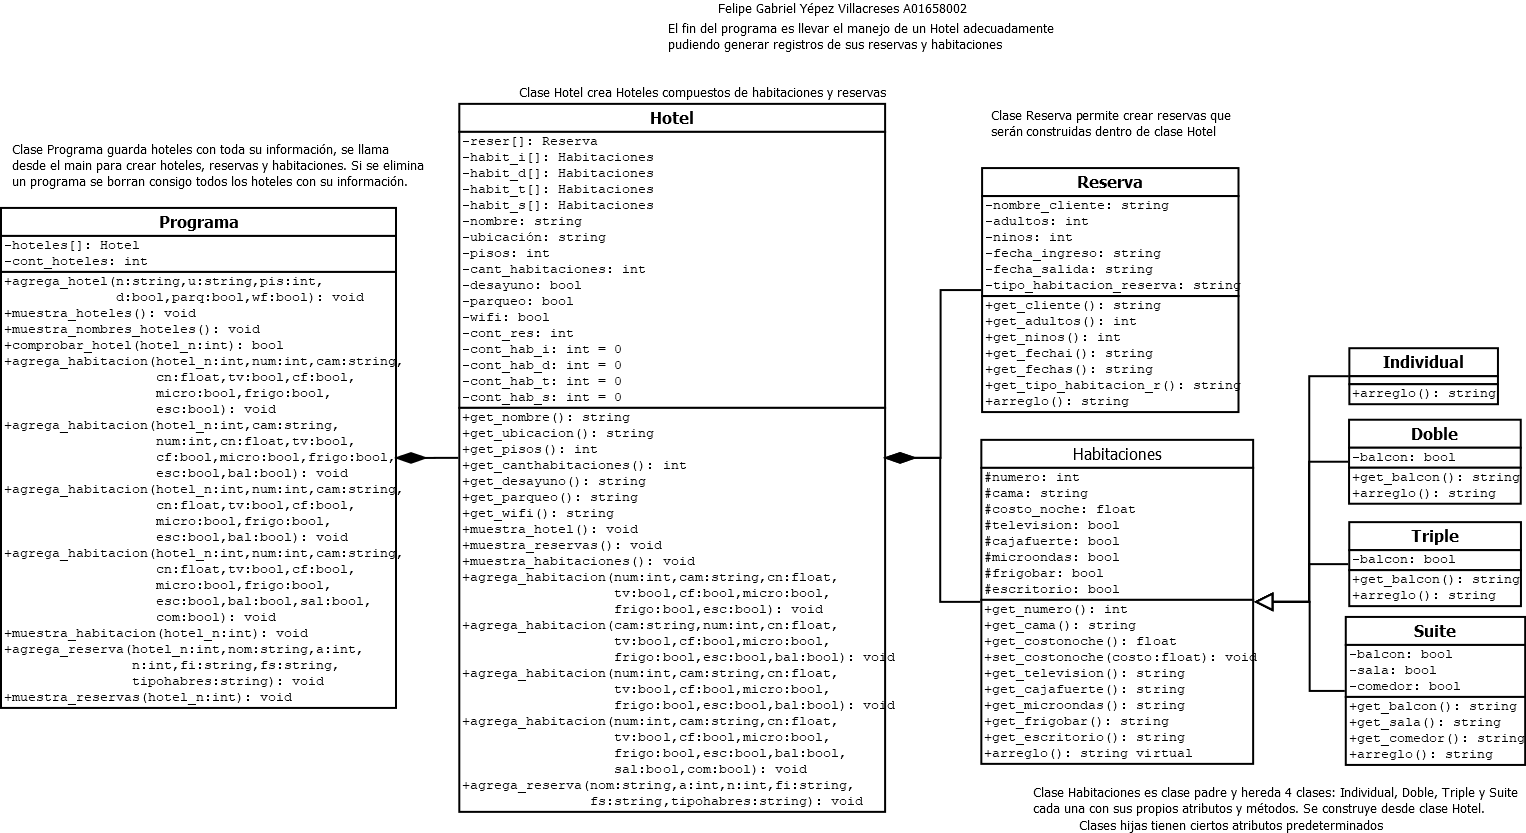 Felipe Gabriel Yépez Villacreses A01658002
El fin del programa es llevar el manejo de un Hotel adecuadamente
pudiendo generar registros de sus reservas y habitaciones
Clase Programa guarda hoteles con toda su información, se llama
desde el main para crear hoteles, reservas y habitaciones. Si se elimina
un programa se borran consigo todos los hoteles con su información.
Programa
-hoteles[]: Hotel
-cont_hoteles: int
+agrega_hotel(n:string,u:string,pis:int,
d:bool,parq:bool,wf:bool): void
+muestra_hoteles(): void
+muestra_nombres_hoteles(): void
+comprobar_hotel(hotel_n:int): bool
+agrega_habitacion(hotel_n:int,num:int,cam:string,
cn:float,tv:bool,cf:bool,
micro:bool,frigo:bool,
esc:bool): void
+agrega_habitacion(hotel_n:int,cam:string,
num:int,cn:float,tv:bool,
cf:bool,micro:bool,frigo:bool,
esc:bool,bal:bool): void
+agrega_habitacion(hotel_n:int,num:int,cam:string,
cn:float,tv:bool,cf:bool,
micro:bool,frigo:bool,
esc:bool,bal:bool): void
+agrega_habitacion(hotel_n:int,num:int,cam:string,
cn:float,tv:bool,cf:bool,
micro:bool,frigo:bool,
esc:bool,bal:bool,sal:bool,
com:bool): void
+muestra_habitacion(hotel_n:int): void
+agrega_reserva(hotel_n:int,nom:string,a:int,
n:int,fi:string,fs:string,
tipohabres:string): void
+muestra_reservas(hotel_n:int): void
Clase Hotel crea Hoteles compuestos de habitaciones y reservas
Hotel
-reser[]: Reserva
-habit_i[]: Habitaciones
-habit_d[]: Habitaciones
-habit_t[]: Habitaciones
-habit_s[]: Habitaciones
-nombre: string
-ubicación: string
-pisos: int
-cant_habitaciones: int
-desayuno: bool
-parqueo: bool
-wifi: bool
-cont_res: int
-cont_hab_i: int = 0
-cont_hab_d: int = 0
-cont_hab_t: int = 0
-cont_hab_s: int = 0
+get_nombre(): string
+get_ubicacion(): string
+get_pisos(): int
+get_canthabitaciones(): int
+get_desayuno(): string
+get_parqueo(): string
+get_wifi(): string
+muestra_hotel(): void
+muestra_reservas(): void
+muestra_habitaciones(): void
+agrega_habitacion(num:int,cam:string,cn:float,
tv:bool,cf:bool,micro:bool,
frigo:bool,esc:bool): void
+agrega_habitacion(cam:string,num:int,cn:float,
tv:bool,cf:bool,micro:bool,
frigo:bool,esc:bool,bal:bool): void
+agrega_habitacion(num:int,cam:string,cn:float,
tv:bool,cf:bool,micro:bool,
frigo:bool,esc:bool,bal:bool): void
+agrega_habitacion(num:int,cam:string,cn:float,
tv:bool,cf:bool,micro:bool,
frigo:bool,esc:bool,bal:bool,
sal:bool,com:bool): void
+agrega_reserva(nom:string,a:int,n:int,fi:string,
fs:string,tipohabres:string): void
Clase Reserva permite crear reservas que
serán construidas dentro de clase Hotel
Reserva
-nombre_cliente: string
-adultos: int
-ninos: int
-fecha_ingreso: string
-fecha_salida: string
-tipo_habitacion_reserva: string
+get_cliente(): string
+get_adultos(): int
+get_ninos(): int
+get_fechai(): string
+get_fechas(): string
+get_tipo_habitacion_r(): string
+arreglo(): string
Habitaciones
#numero: int
#cama: string
#costo_noche: float
#television: bool
#cajafuerte: bool
#microondas: bool
#frigobar: bool
#escritorio: bool
+get_numero(): int
+get_cama(): string
+get_costonoche(): float
+set_costonoche(costo:float): void
+get_television(): string
+get_cajafuerte(): string
+get_microondas(): string
+get_frigobar(): string
+get_escritorio(): string
+arreglo(): string virtual
Individual
+arreglo(): string
Doble
-balcon: bool
+get_balcon(): string
+arreglo(): string
Triple
-balcon: bool
+get_balcon(): string
+arreglo(): string
Suite
-balcon: bool
-sala: bool
-comedor: bool
+get_balcon(): string
+get_sala(): string
+get_comedor(): string
+arreglo(): string
Clase Habitaciones es clase padre y hereda 4 clases: Individual, Doble, Triple y Suite
cada una con sus propios atributos y métodos. Se construye desde clase Hotel.
Clases hijas tienen ciertos atributos predeterminados